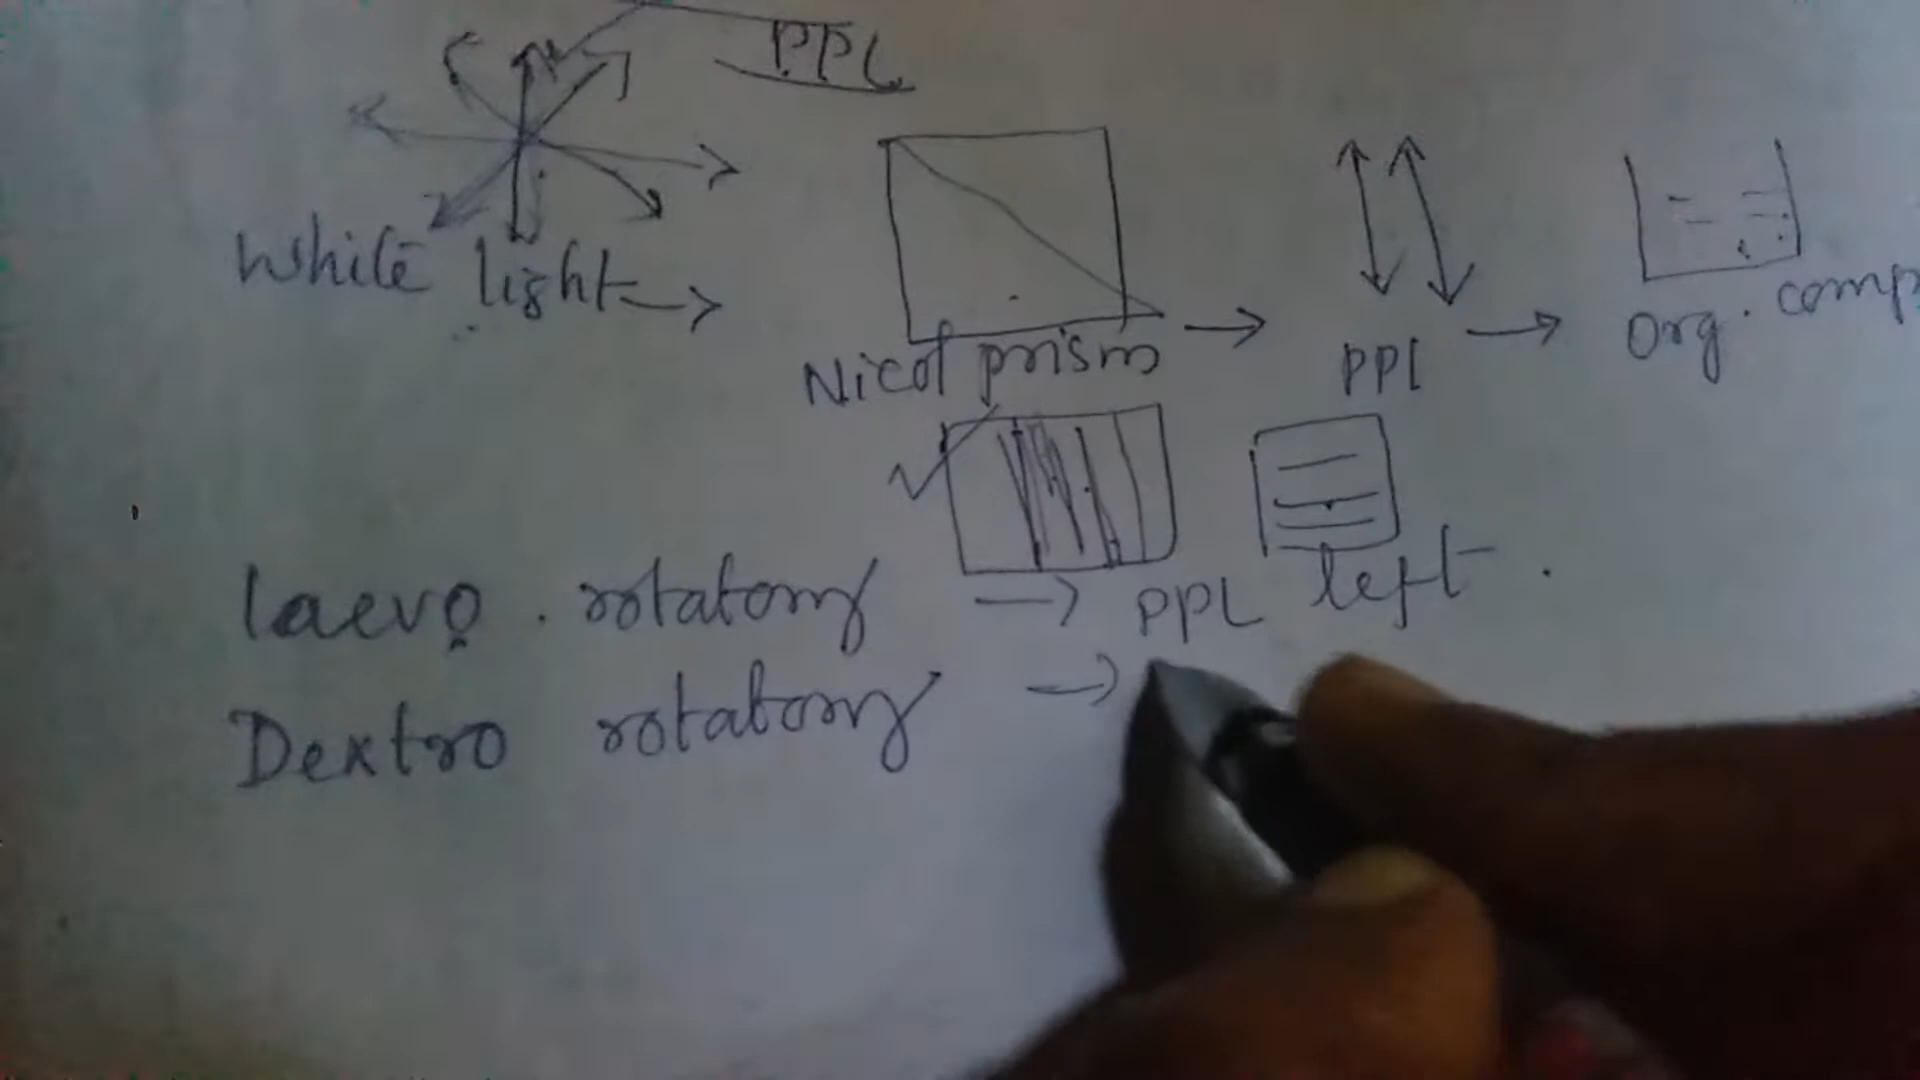 PPL
White light →
Nicol prism → PPL → Org. comp
laevo. rotatory → PPL left.
Dextro rotatory →